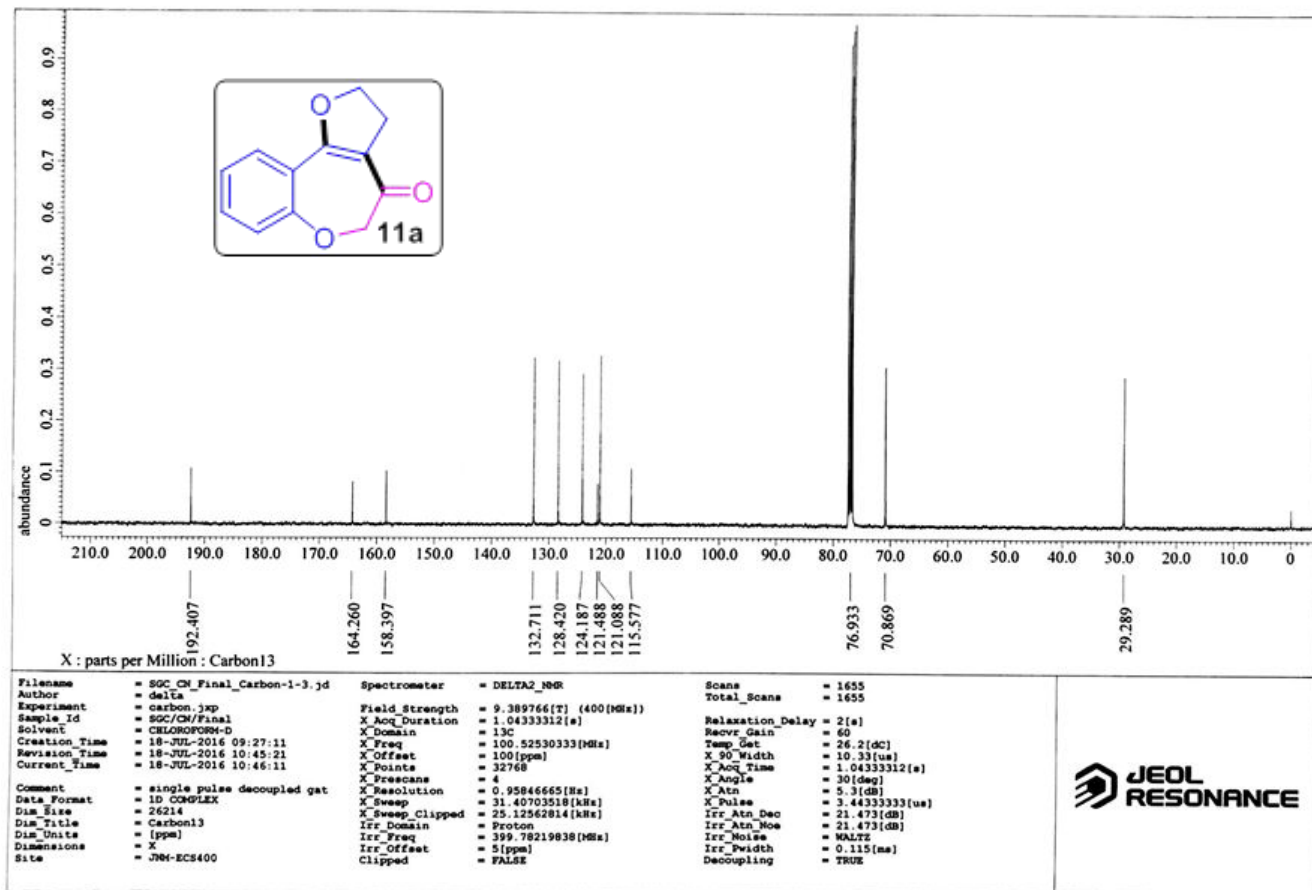 0.9
0.8
0.7
0.6
0.5
0.4
0.3
0.2
0.1
0
abundance
O
O
O
11a
210.0 200.0 190.0 180.0 170.0 160.0 150.0 140.0 130.0 120.0 110.0 100.0 90.0 80.0 70.0 60.0 50.0 40.0 30.0 20.0 10.0 0
192.407
164.260
158.397
132.711
128.420
124.187
121.488
121.088
115.577
76.933
70.869
29.289
X : parts per Million : Carbon13
Filename = SGC_CN_Final_Carbon-1-3.jd
Author = delta
Experiment = carbon.jxp
Sample_Id = SGC/CN/Final
Solvent = CHLOROFORM-D
Creation_Time = 18-JUL-2016 09:27:11
Revision_Time = 18-JUL-2016 10:45:21
Current_Time = 18-JUL-2016 10:46:11
Comment = single pulse decoupled gat
Data_Format = 1D COMPLEX
Dim_Size = 26214
Dim_Title = Carbon13
Dim_Units = [ppm]
Dimensions = X
Site = JNM-ECS400
Spectrometer = DELTA2_NMR
Field_Strength = 9.389766[T] (400[MHz])
X_Acq_Duration = 1.04333312[s]
X_Domain = 13C
X_Freq = 100.52530333[MHz]
X_Offset = 100[ppm]
X_Points = 32768
X_Prescans = 4
X_Resolution = 0.95846665[Hz]
X_Sweep = 31.40703518[kHz]
X_Sweep_Clipped = 25.12562814[kHz]
Irr_Domain = Proton
Irr_Freq = 399.78219838[MHz]
Irr_Offset = 5[ppm]
Clipped = FALSE
Scans = 1655
Total_Scans = 1655
Relaxation_Delay = 2[s]
Recvr_Gain = 60
Temp_Get = 26.2[dC]
X_90_Width = 10.33[us]
X_Acq_Time = 1.04333312[s]
X_Angle = 30[deg]
X_Atn = 5.3[dB]
X_Pulse = 3.44333333[us]
Irr_Atn_Dec = 21.473[dB]
Irr_Atn_Noe = 21.473[dB]
Irr_Noise = WALTZ
Irr_Pwidth = 0.115[ms]
Decoupling = TRUE
JEOL
RESONANCE